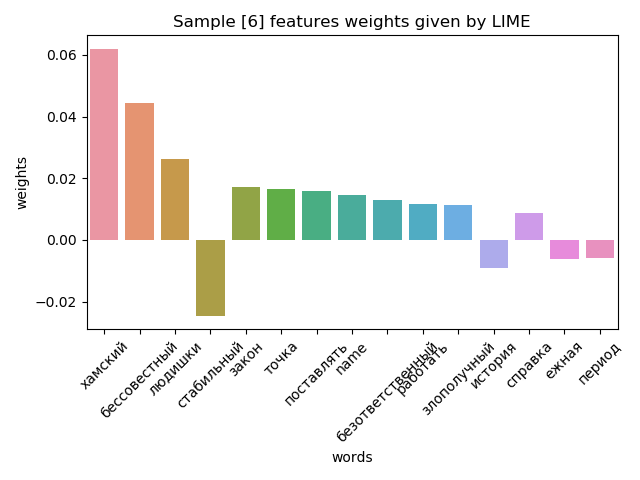 Sample [6] features weights given by LIME
weights
0.06
0.04
0.02
0.00
−0.02
хамский
бессовестный
людишки
стабильный
закон
точка
поставлять
name
безответственный
работать
злополучный
история
справка
ежная
период
words